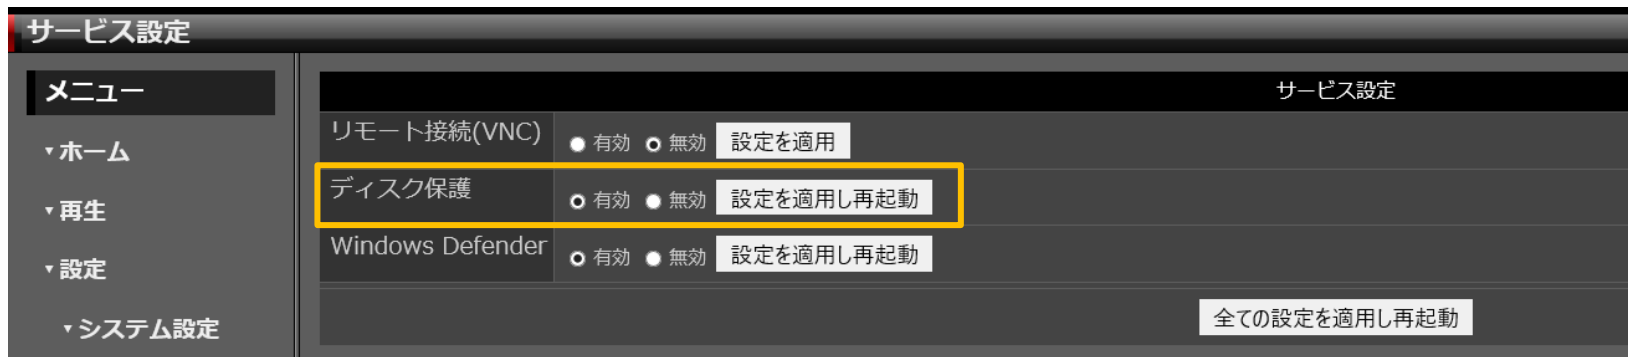 サービス設定
メニュー
▾ホーム
▾再生
▾設定
▾システム設定
サービス設定
リモート接続(VNC) 有効 無効 設定を適用
ディスク保護 有効 無効 設定を適用し再起動
Windows Defender 有効 無効 設定を適用し再起動
全ての設定を適用し再起動